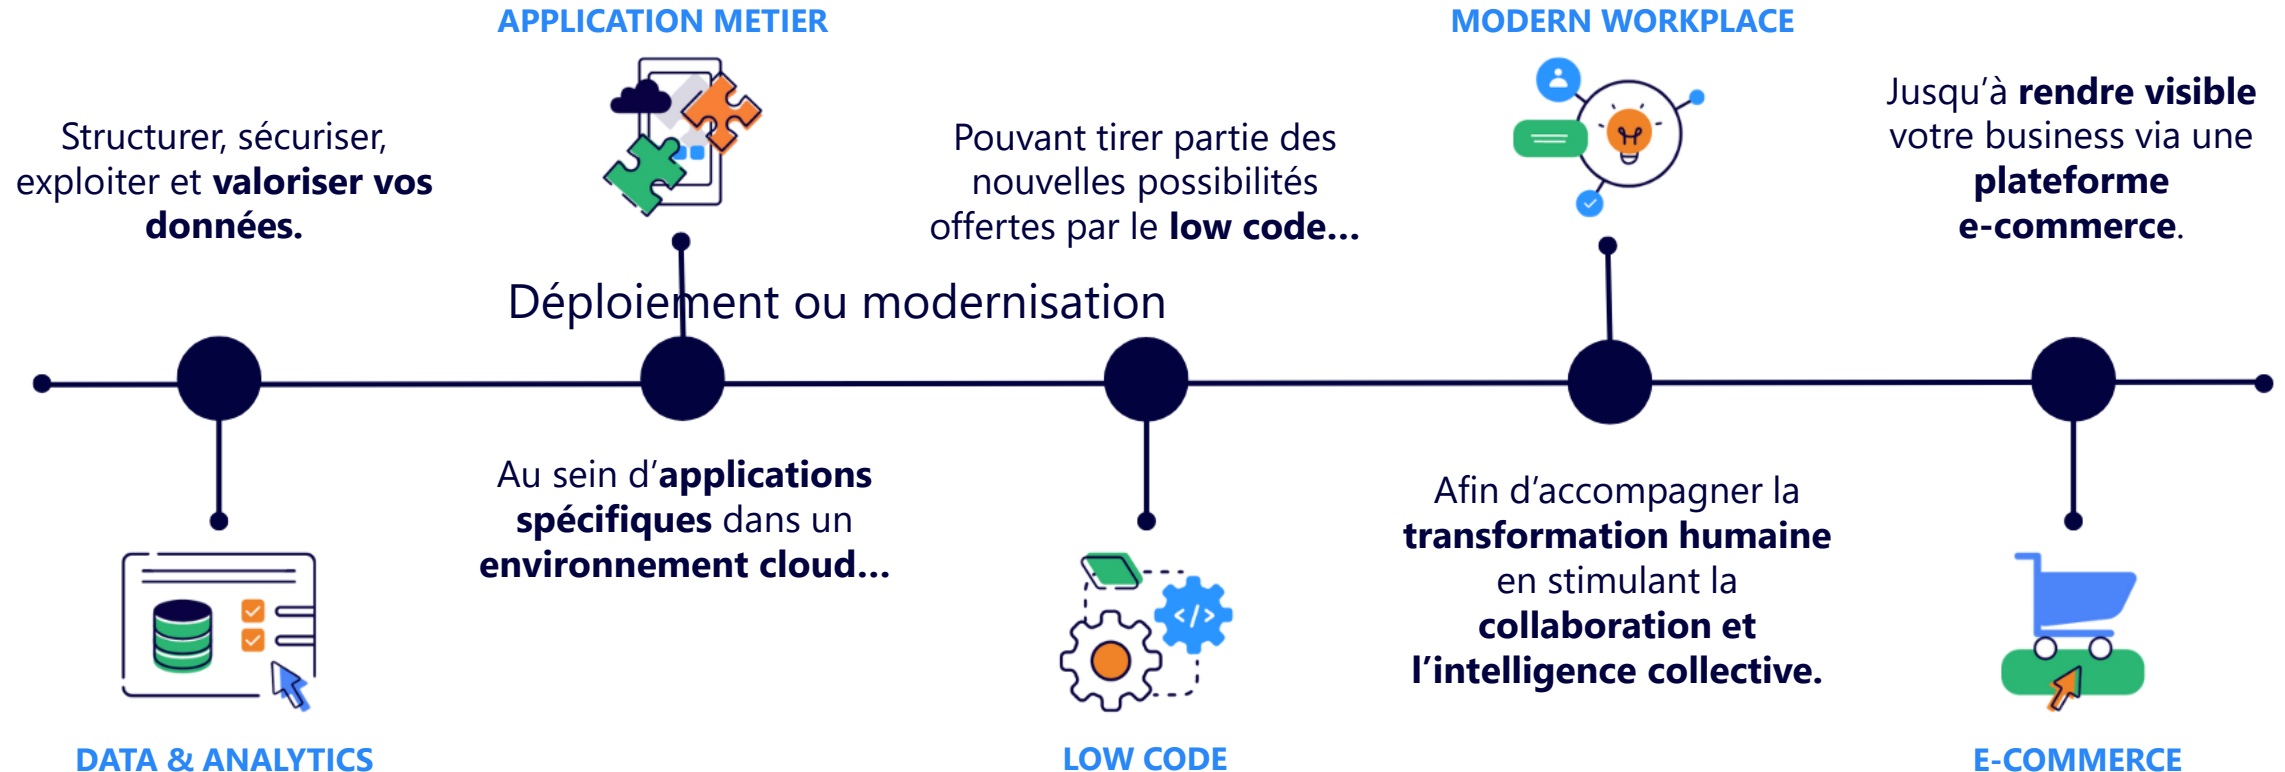 APPLICATION METIER
MODERN WORKPLACE
Structurer, sécuriser,
exploiter et valoriser vos
données.
Pouvant tirer partie des
nouvelles possibilités
offertes par le low code…
Jusqu’à rendre visible
votre business via une
plateforme
e-commerce.
Déploiement ou modernisation
Au sein d’applications
spécifiques dans un
environnement cloud…
Afin d’accompagner la
transformation humaine
en stimulant la
collaboration et
l’intelligence collective.
</>
DATA & ANALYTICS
LOW CODE
E-COMMERCE